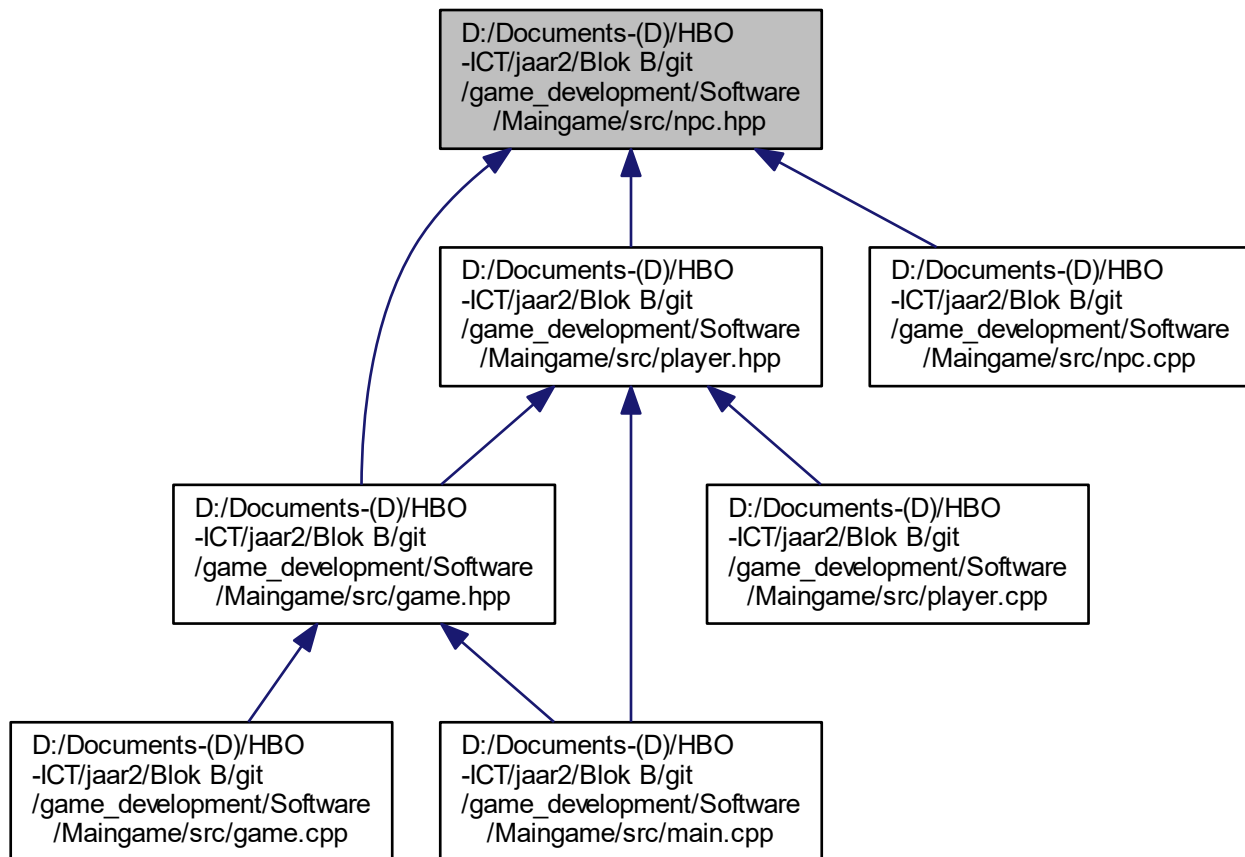 D:/Documents-(D)/HBO
-ICT/jaar2/Blok B/git
/game_development/Software
/Maingame/src/npc.hpp
D:/Documents-(D)/HBO
-ICT/jaar2/Blok B/git
/game_development/Software
/Maingame/src/player.hpp
D:/Documents-(D)/HBO
-ICT/jaar2/Blok B/git
/game_development/Software
/Maingame/src/npc.cpp
D:/Documents-(D)/HBO
-ICT/jaar2/Blok B/git
/game_development/Software
/Maingame/src/game.hpp
D:/Documents-(D)/HBO
-ICT/jaar2/Blok B/git
/game_development/Software
/Maingame/src/player.cpp
D:/Documents-(D)/HBO
-ICT/jaar2/Blok B/git
/game_development/Software
/Maingame/src/game.cpp
D:/Documents-(D)/HBO
-ICT/jaar2/Blok B/git
/game_development/Software
/Maingame/src/main.cpp